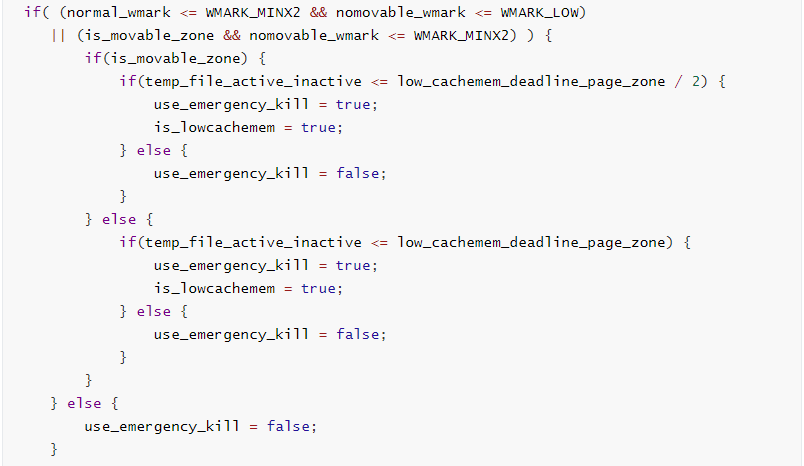 if( (normal_wmark <= WMARK_MINX2 && nomovable_wmark <= WMARK_LOW)
|| (is_movable_zone && nomovable_wmark <= WMARK_MINX2) ) {
if(is_movable_zone) {
if(temp_file_active_inactive <= low_cachemem_deadline_page_zone / 2) {
use_emergency_kill = true;
is_lowcachemem = true;
} else {
use_emergency_kill = false;
}
} else {
if(temp_file_active_inactive <= low_cachemem_deadline_page_zone) {
use_emergency_kill = true;
is_lowcachemem = true;
} else {
use_emergency_kill = false;
}
}
} else {
use_emergency_kill = false;
}